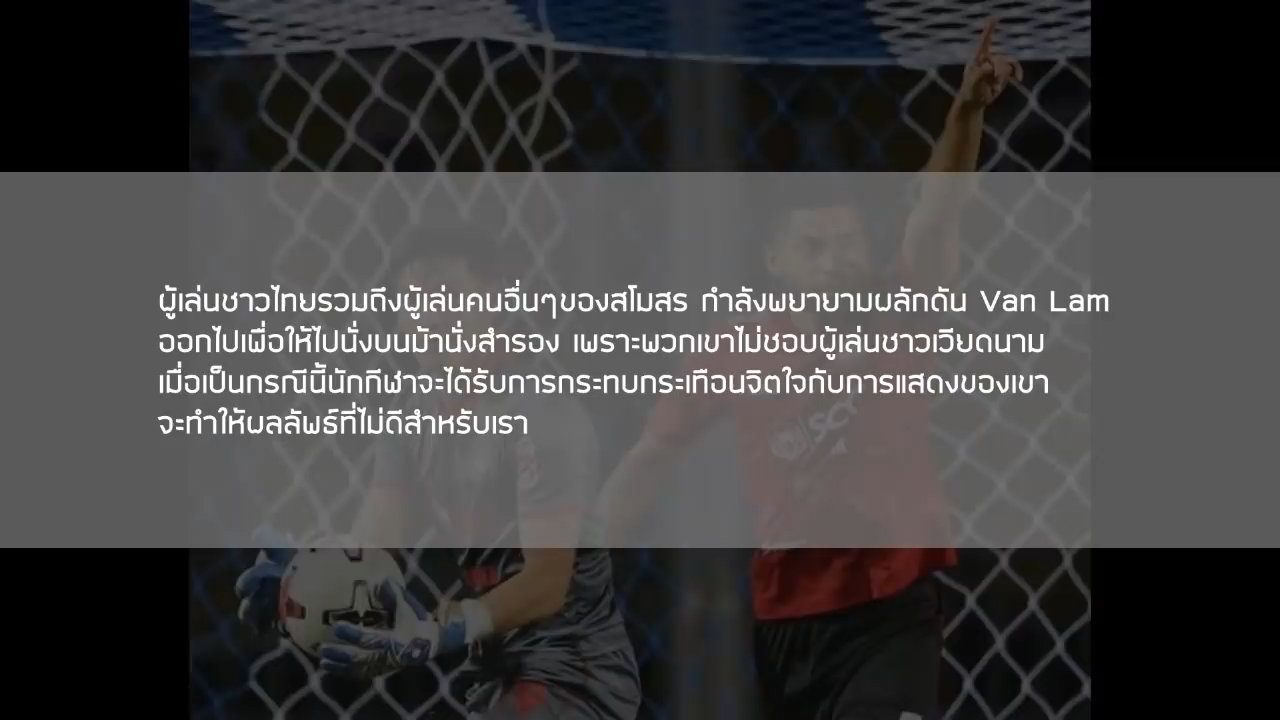 ผู้เล่นชาวไทยรวมถึงผู้เล่นคนอื่นๆของสโมสร กำลังพยายามผลักดัน Van Lam
ออกไปเพื่อให้ไปนั่งบนม้านั่งสำรอง เพราะพวกเขาไม่ชอบผู้เล่นชาวเวียดนาม
เมื่อเป็นกรณีนี้นักกีฬาจะได้รับการกระทบกระเทือนจิตใจกับการแสดงของเขา
จะทำให้ผลลัพธ์ที่ไม่ดีสำหรับเรา
SCG